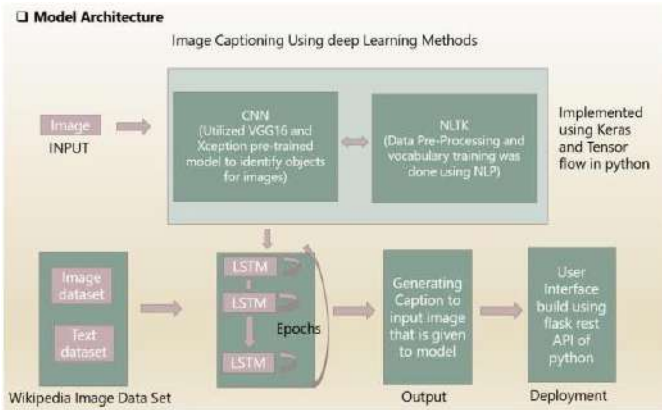 ❑ Model Architecture
Image Captioning Using deep Learning Methods
Image
INPUT
CNN
(Utilized VGG16 and
Xception pre-trained
model to identify objects
for images)
NLTK
(Data Pre-Processing and
vocabulary training was
done using NLP)
Implemented
using Keras
and Tensor
flow in python
Image
dataset
Text
dataset
Wikipedia Image Data Set
LSTM
LSTM
Epochs
LSTM
Generating
Caption to
input image
that is given
to model
Output
User
Interface
build using
flask rest
API of
python
Deployment